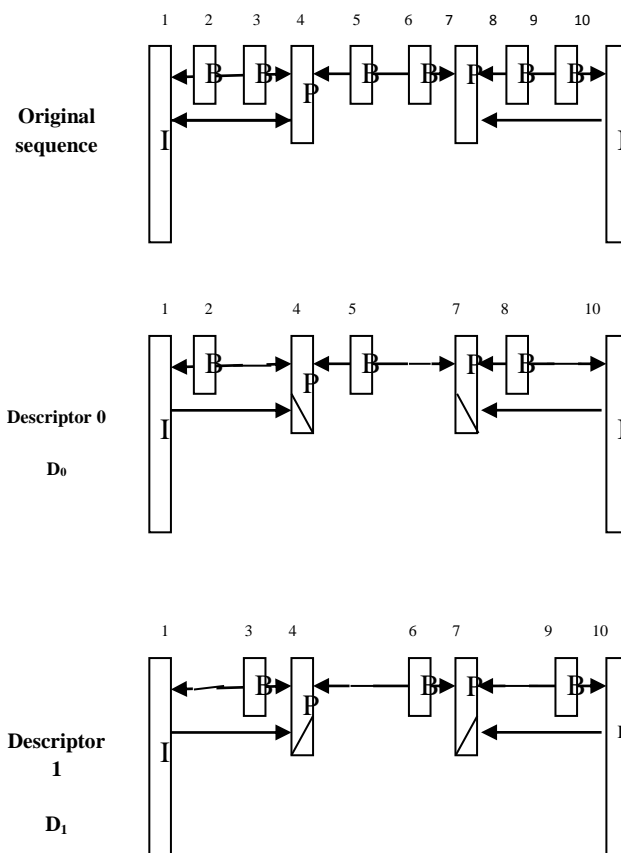 1 2 3 4 5 6 7 8 9 10
B B B B B B
P P
Original
sequence
I I
1 2 4 5 7 8 10
B B P B
P
Descriptor 0
I I
D0
1 3 4 6 7 9 10
B B P B
P
Descriptor
1
I
D1